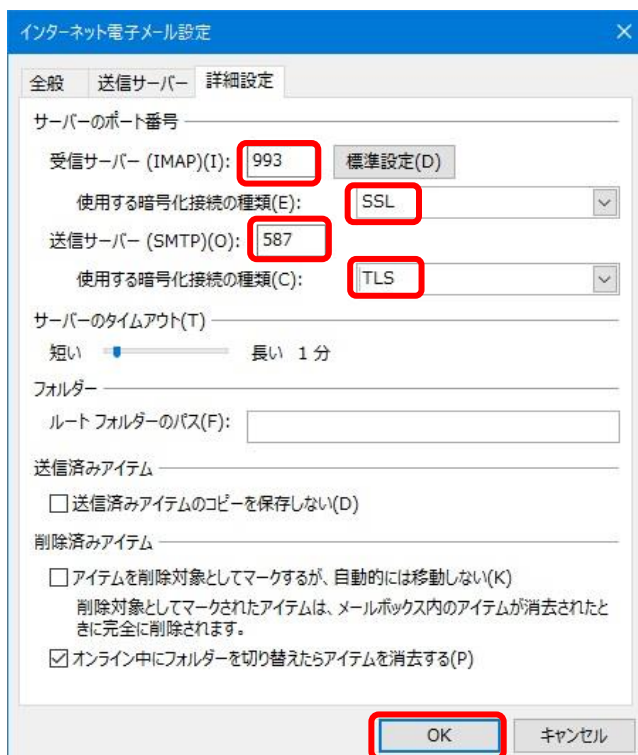 インターネット電子メール設定
全般 送信サーバー 詳細設定
サーバーのポート番号
受信サーバー (IMAP)(I): 993 標準設定(D)
使用する暗号化接続の種類(E): SSL
送信サーバー (SMTP)(O): 587
使用する暗号化接続の種類(C): TLS
サーバーのタイムアウト(T)
短い 長い 1 分
フォルダー
ルート フォルダーのパス(F):
送信済みアイテム
送信済みアイテムのコピーを保存しない(D)
削除済みアイテム
アイテムを削除対象としてマークするが、自動的には移動しない(K)
削除対象としてマークされたアイテムは、メールボックス内のアイテムが消去されたと
きに完全に削除されます。
オンライン中にフォルダーを切り替えたらアイテムを消去する(P)
OK キャンセル